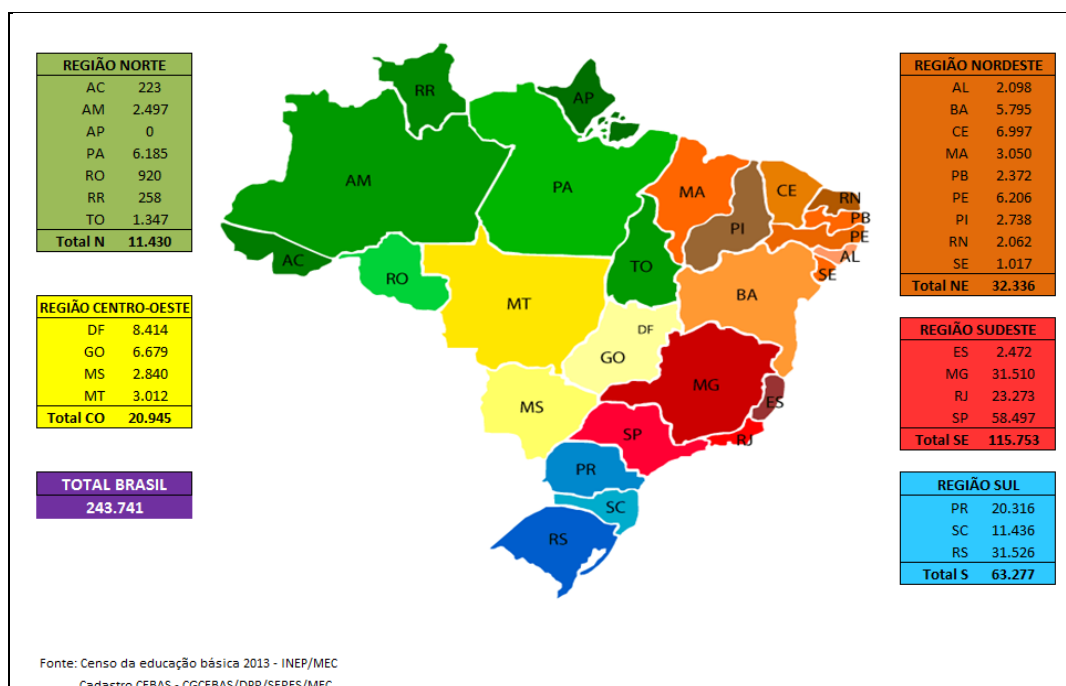 REGIÃO NORTE
AC 223
AM 2.497
AP 0
PA 6.185
RO 920
RR 258
TO 1.347
Total N 11.430
REGIÃO CENTRO-OESTE
DF 8.414
GO 6.679
MS 2.840
MT 3.012
Total CO 20.945
TOTAL BRASIL
243.741
RR
AP
AM
PA
MA
CE
RN
PB
PE
AL
SE
PI
AC
RO
TO
MT
BA
DF
GO
MG
ES
MS
SP
RJ
PR
SC
RS
REGIÃO NORDESTE
AL 2.098
BA 5.795
CE 6.997
MA 3.050
PB 2.372
PE 6.206
PI 2.738
RN 2.062
SE 1.017
Total NE 32.336
REGIÃO SUDESTE
ES 2.472
MG 31.510
RJ 23.273
SP 58.497
Total SE 115.753
REGIÃO SUL
PR 20.316
SC 11.436
RS 31.526
Total S 63.277
Fonte: Censo da educação básica 2013 - INEP/MEC
Cadastro CEBAS - CGCEBAS/DPR/SERES/MEC